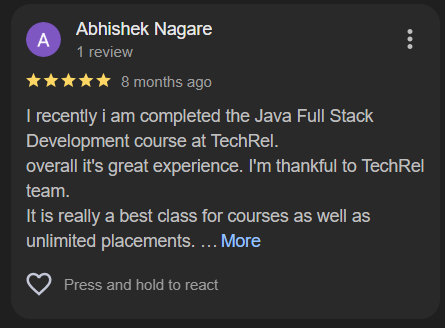 A
Abhishek Nagare
1 review
8 months ago
I recently i am completed the Java Full Stack
Development course at TechRel.
overall it's great experience. I'm thankful to TechRel
team.
It is really a best class for courses as well as
unlimited placements. … More
Press and hold to react